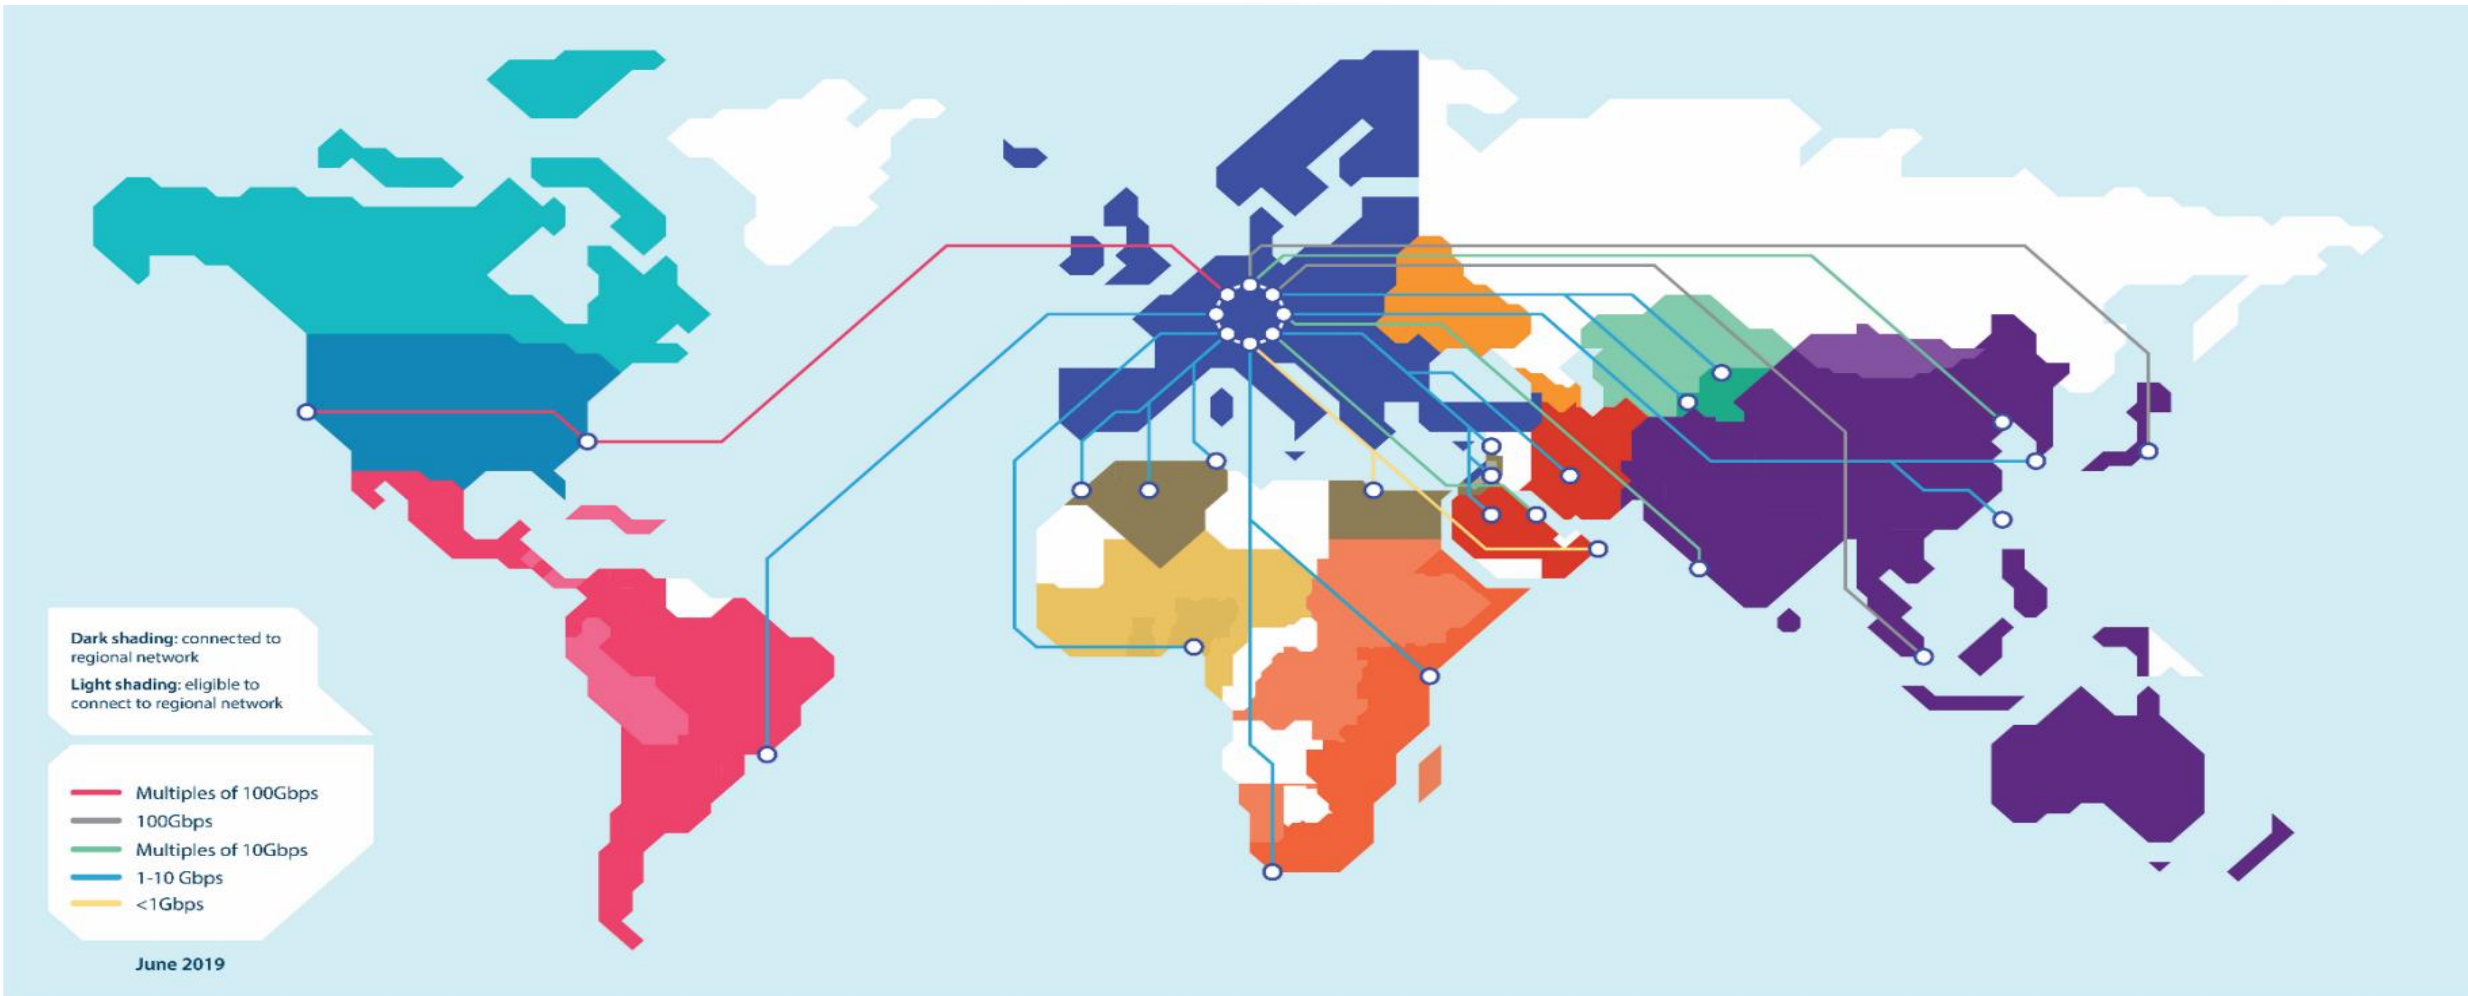 Dark shading: connected to
regional network
Light shading: eligible to
connect to regional network
Multiples of 100Gbps
100Gbps
Multiples of 10Gbps
1-10 Gbps
<1Gbps
June 2019